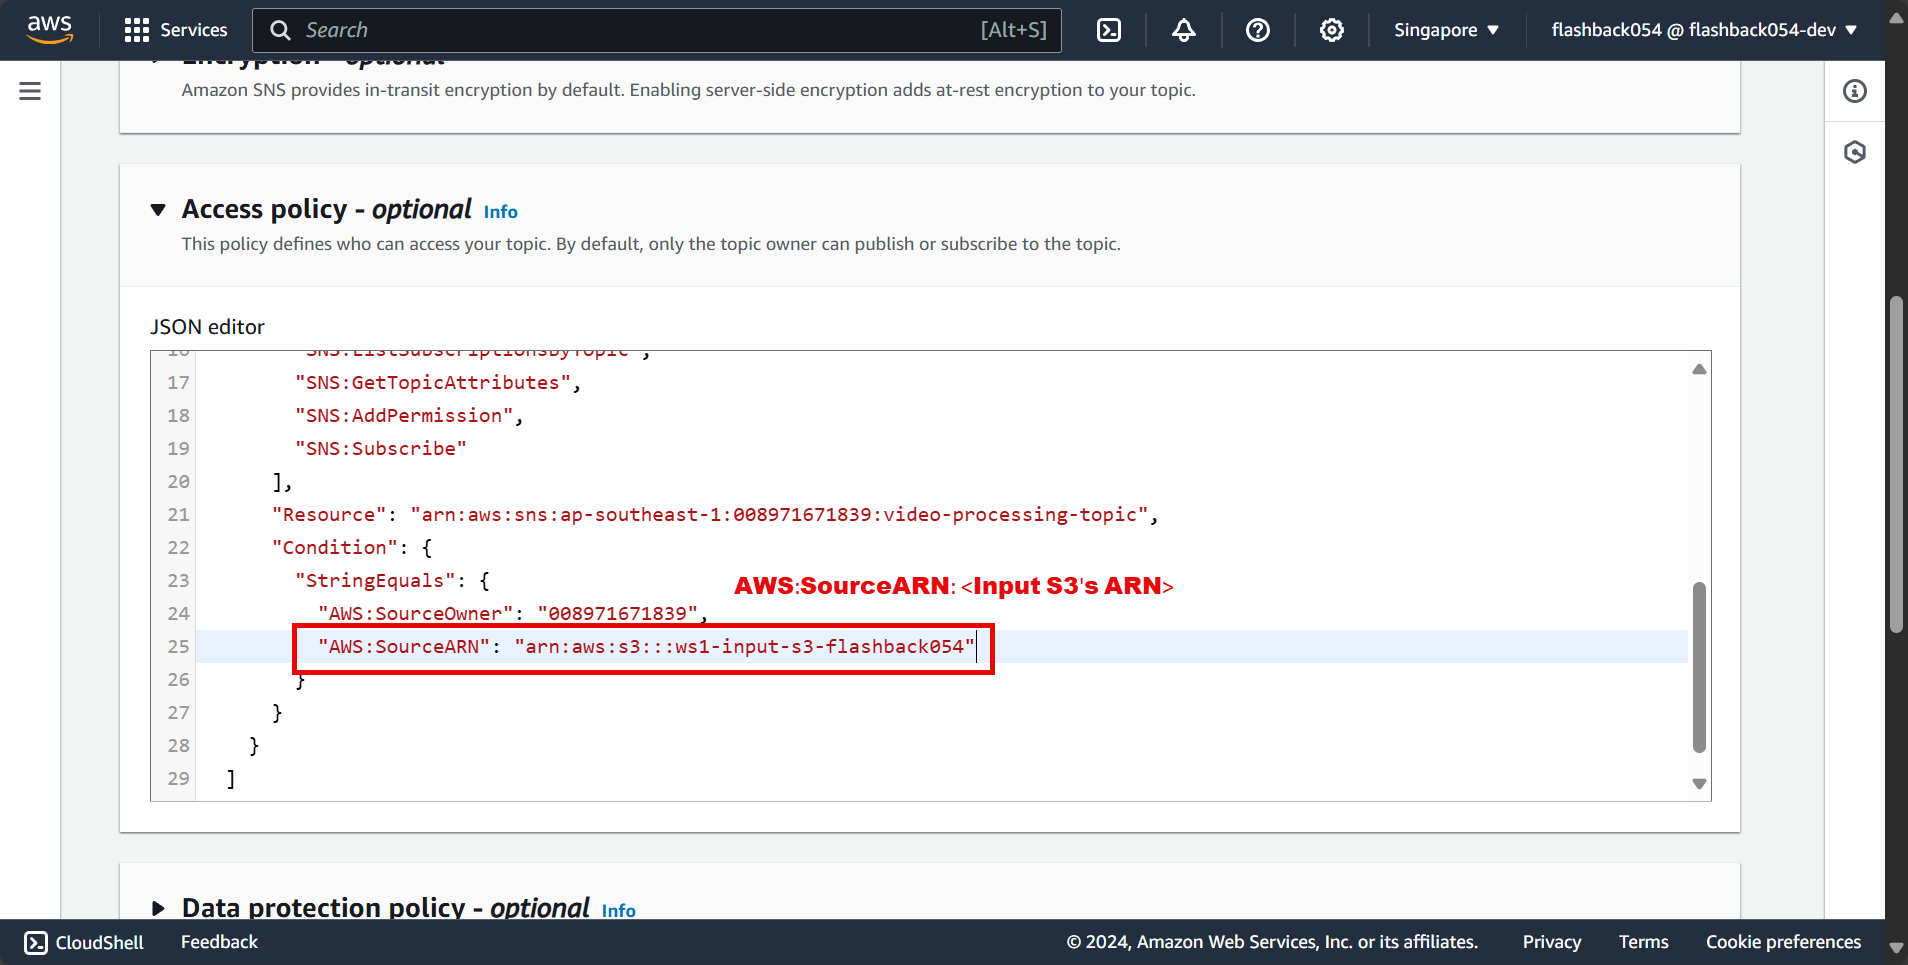 aws Services Search [Alt+S] Singapore flashback054 @ flashback054-dev
Encryption - optional
Amazon SNS provides in-transit encryption by default. Enabling server-side encryption adds at-rest encryption to your topic.
Access policy - optional Info
This policy defines who can access your topic. By default, only the topic owner can publish or subscribe to the topic.
JSON editor
16 "SNS:ListSubscriptionsByTopic",
17 "SNS:GetTopicAttributes",
18 "SNS:AddPermission",
19 "SNS:Subscribe"
20 ],
21 "Resource": "arn:aws:sns:ap-southeast-1:008971671839:video-processing-topic",
22 "Condition": {
23 "StringEquals": {
AWS:SourceARN: <Input S3's ARN>
24 "AWS:SourceOwner": "008971671839",
25 "AWS:SourceARN": "arn:aws:s3:::ws1-input-s3-flashback054"
26 }
27 }
28 }
29 ]
Data protection policy - optional Info
CloudShell Feedback © 2024, Amazon Web Services, Inc. or its affiliates. Privacy Terms Cookie preferences